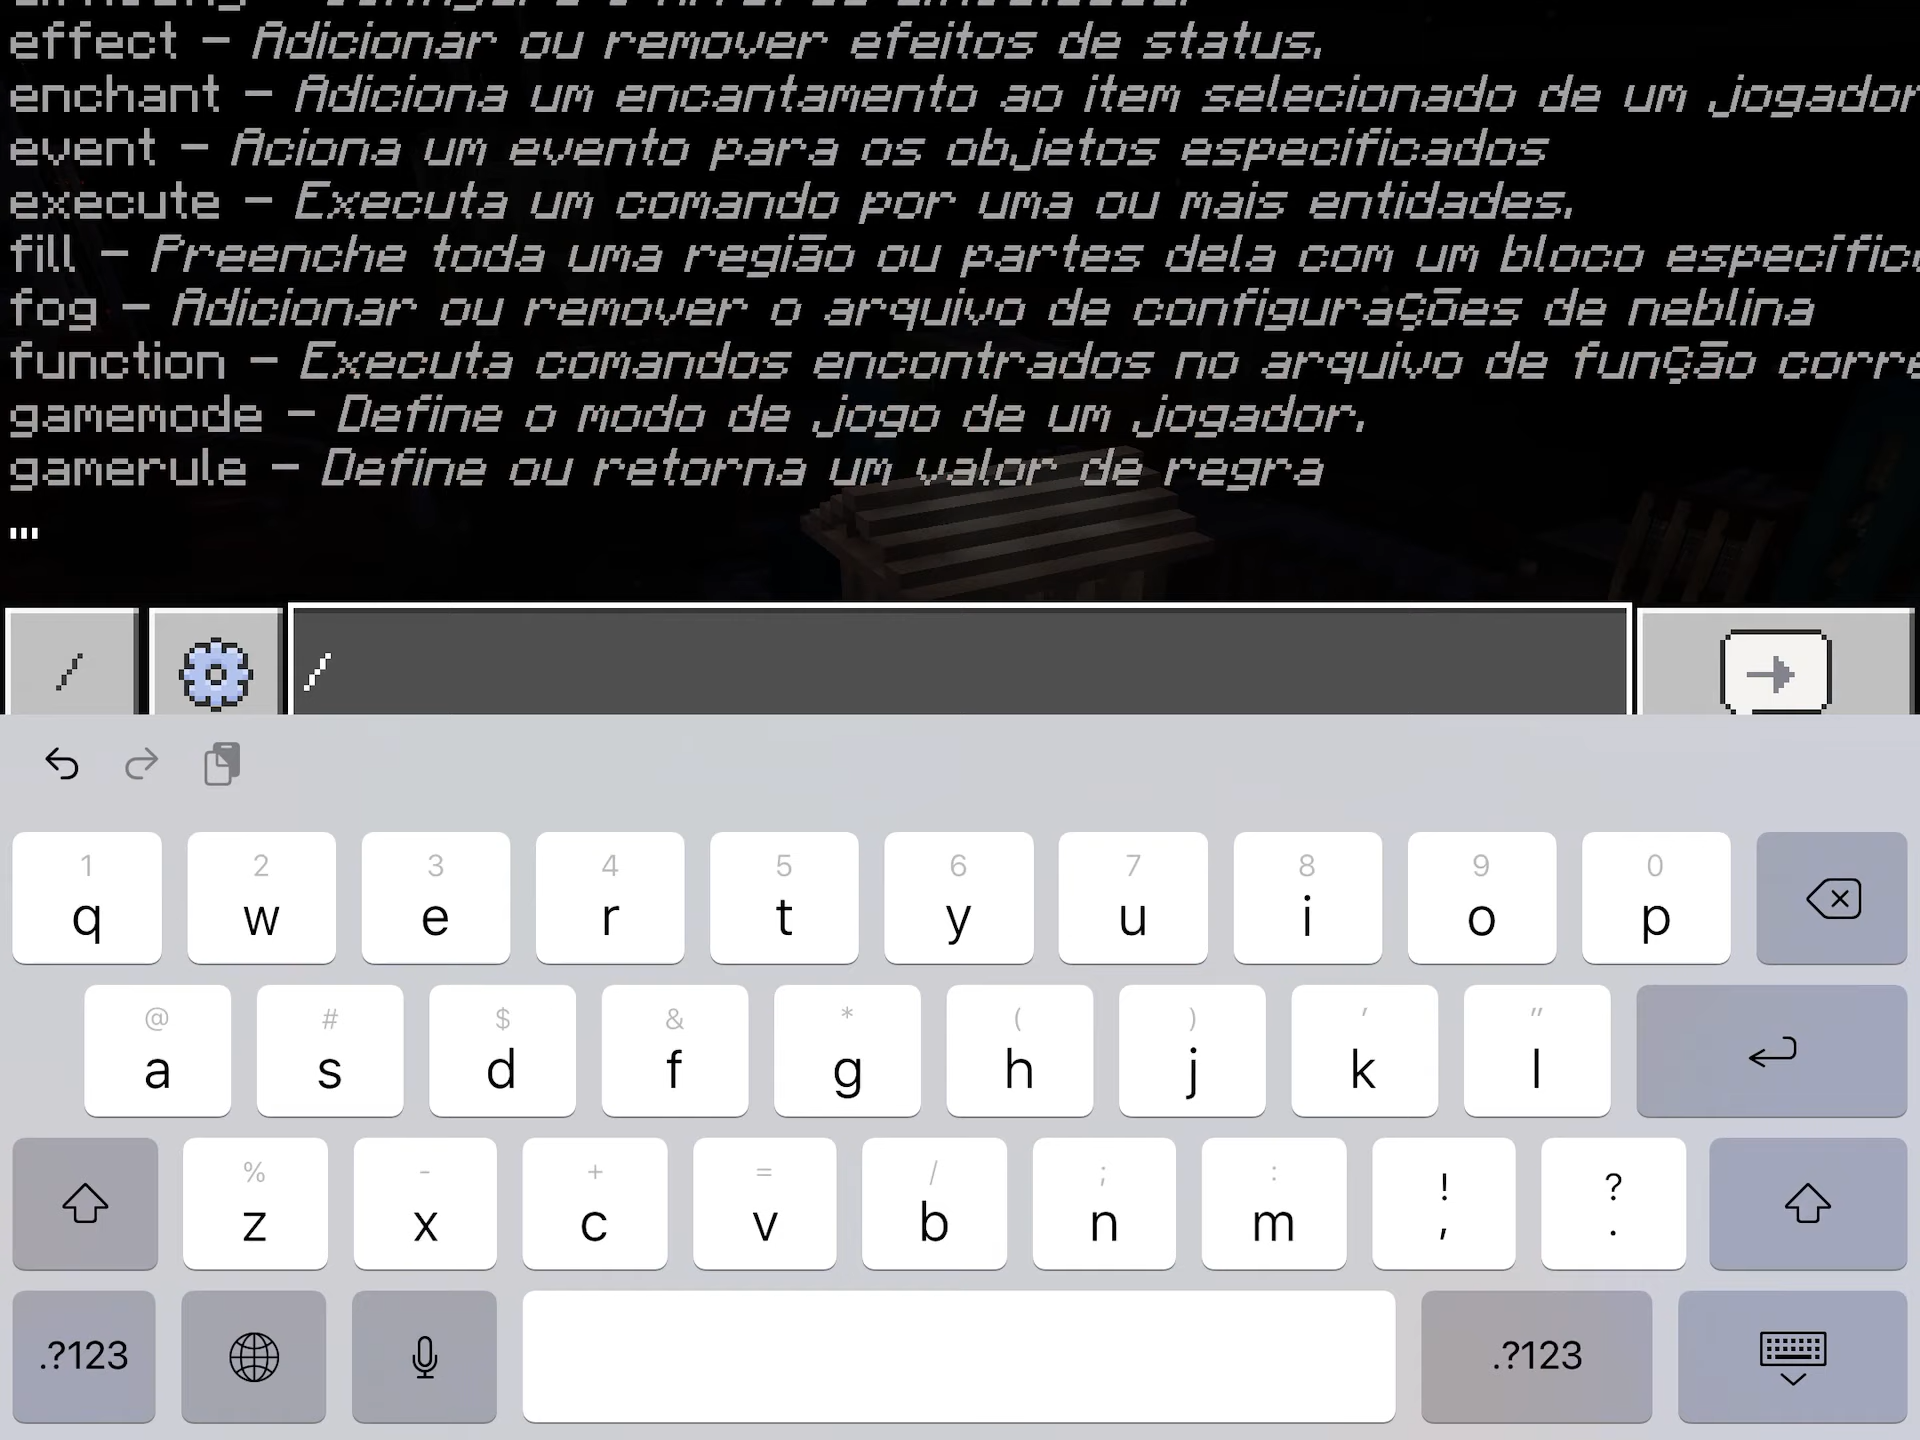 effect - Adicionar ou remover efeitos de status.
enchant - Adiciona um encantamento ao item selecionado de um jogador
event - Aciona um evento para os objetos especificados
execute - Executa um comando por uma ou mais entidades.
fill - Preenche toda uma região ou partes dela com um bloco específico
fog - Adicionar ou remover o arquivo de configurações de neblina
function - Executa comandos encontrados no arquivo de função corre
gamemode - Define o modo de jogo de um jogador.
gamerule - Define ou retorna um valor de regra
...
/ /
1 2 3 4 5 6 7 8 9 0
q w e r t y u i o p
@ # $ & * ( ) ' "
a s d f g h j k l
% - + = / ; : ! ?
z x c v b n m , .
.?123 .?123